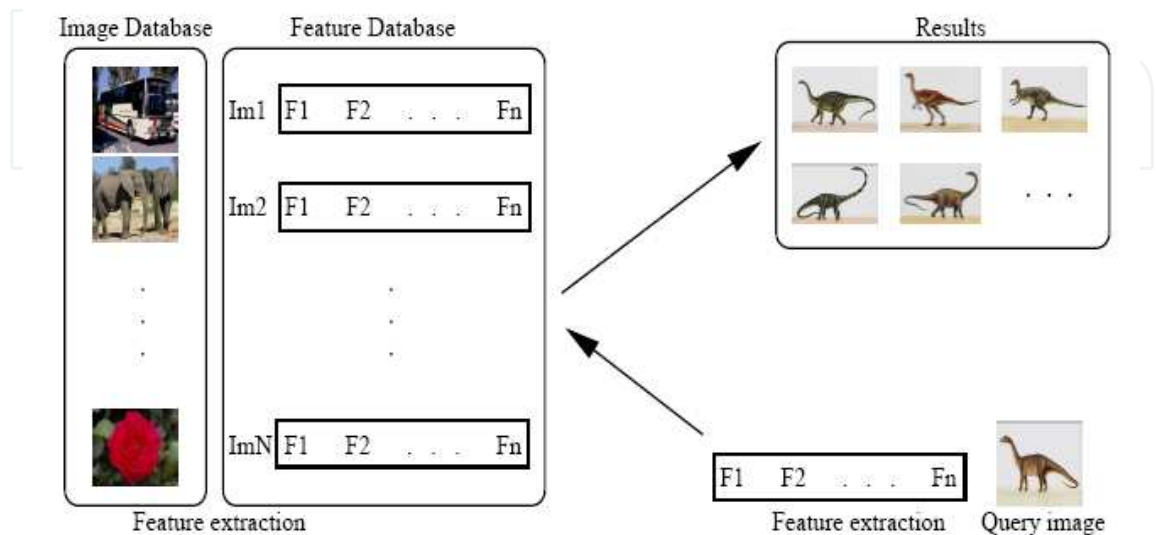 Image Database
Feature Database
Results
Im1 F1 F2 . . . Fn
Im2 F1 F2 . . . Fn
. . .
.
.
.
.
.
.
ImN F1 F2 . . . Fn
F1 F2 . . . Fn
Feature extraction
Feature extraction
Query image